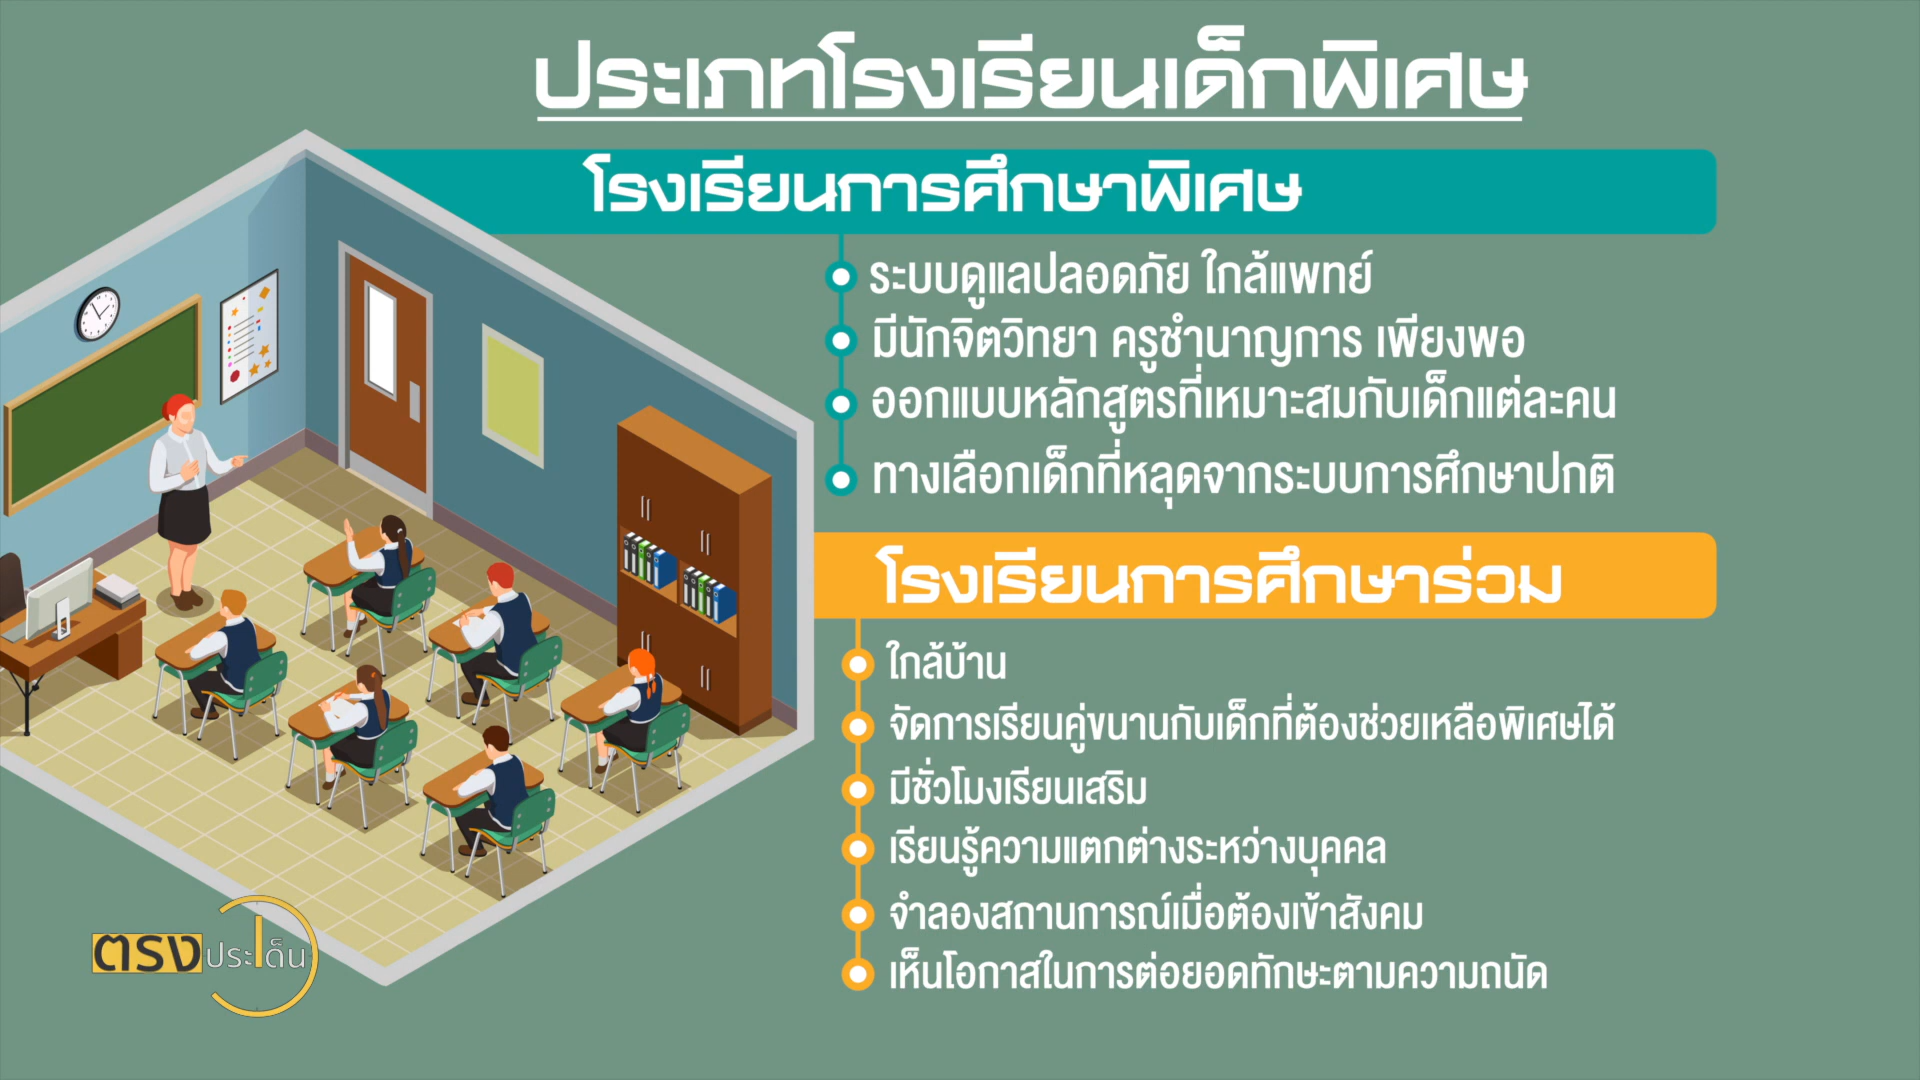 ประเภทโรงเรียนเด็กพิเศษ
โรงเรียนการศึกษาพิเศษ
ระบบดูแลปลอดภัย ใกล้แพทย์
มีนักจิตวิทยา ครูชำนาญการ เพียงพอ
ออกแบบหลักสูตรที่เหมาะสมกับเด็กแต่ละคน
ทางเลือกเด็กที่หลุดจากระบบการศึกษาปกติ
โรงเรียนการศึกษาร่วม
ใกล้บ้าน
จัดการเรียนคู่ขนานกับเด็กที่ต้องช่วยเหลือพิเศษได้
มีชั่วโมงเรียนเสริม
เรียนรู้ความแตกต่างระหว่างบุคคล
จำลองสถานการณ์เมื่อต้องเข้าสังคม
เห็นโอกาสในการต่อยอดทักษะตามความถนัด
ตรงประเด็น